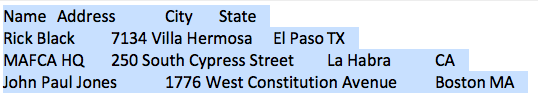 Name Address City State
Rick Black 7134 Villa Hermosa El Paso TX
MAFCA HQ 250 South Cypress Street La Habra CA
John Paul Jones 1776 West Constitution Avenue Boston MA